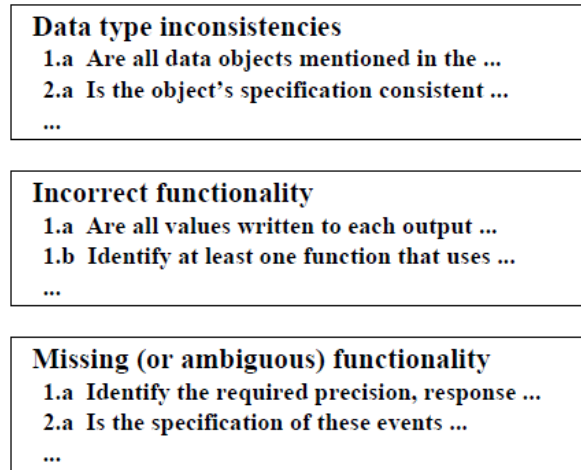 Data type inconsistencies
1.a Are all data objects mentioned in the ...
2.a Is the object's specification consistent ...
...
Incorrect functionality
1.a Are all values written to each output ...
1.b Identify at least one function that uses ...
...
Missing (or ambiguous) functionality
1.a Identify the required precision, response ...
2.a Is the specification of these events ...
...